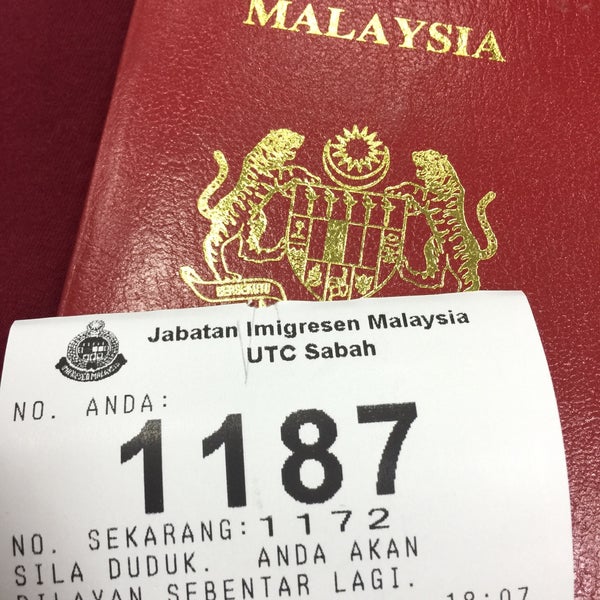 MALAYSIA
BERSEKUTU
Jabatan Imigresen Malaysia
UTC Sabah
NO. ANDA:
1187
NO. SEKARANG: 1172
SILA DUDUK. ANDA AKAN
DILAYAN SEBENTAR LAGI.
18:07